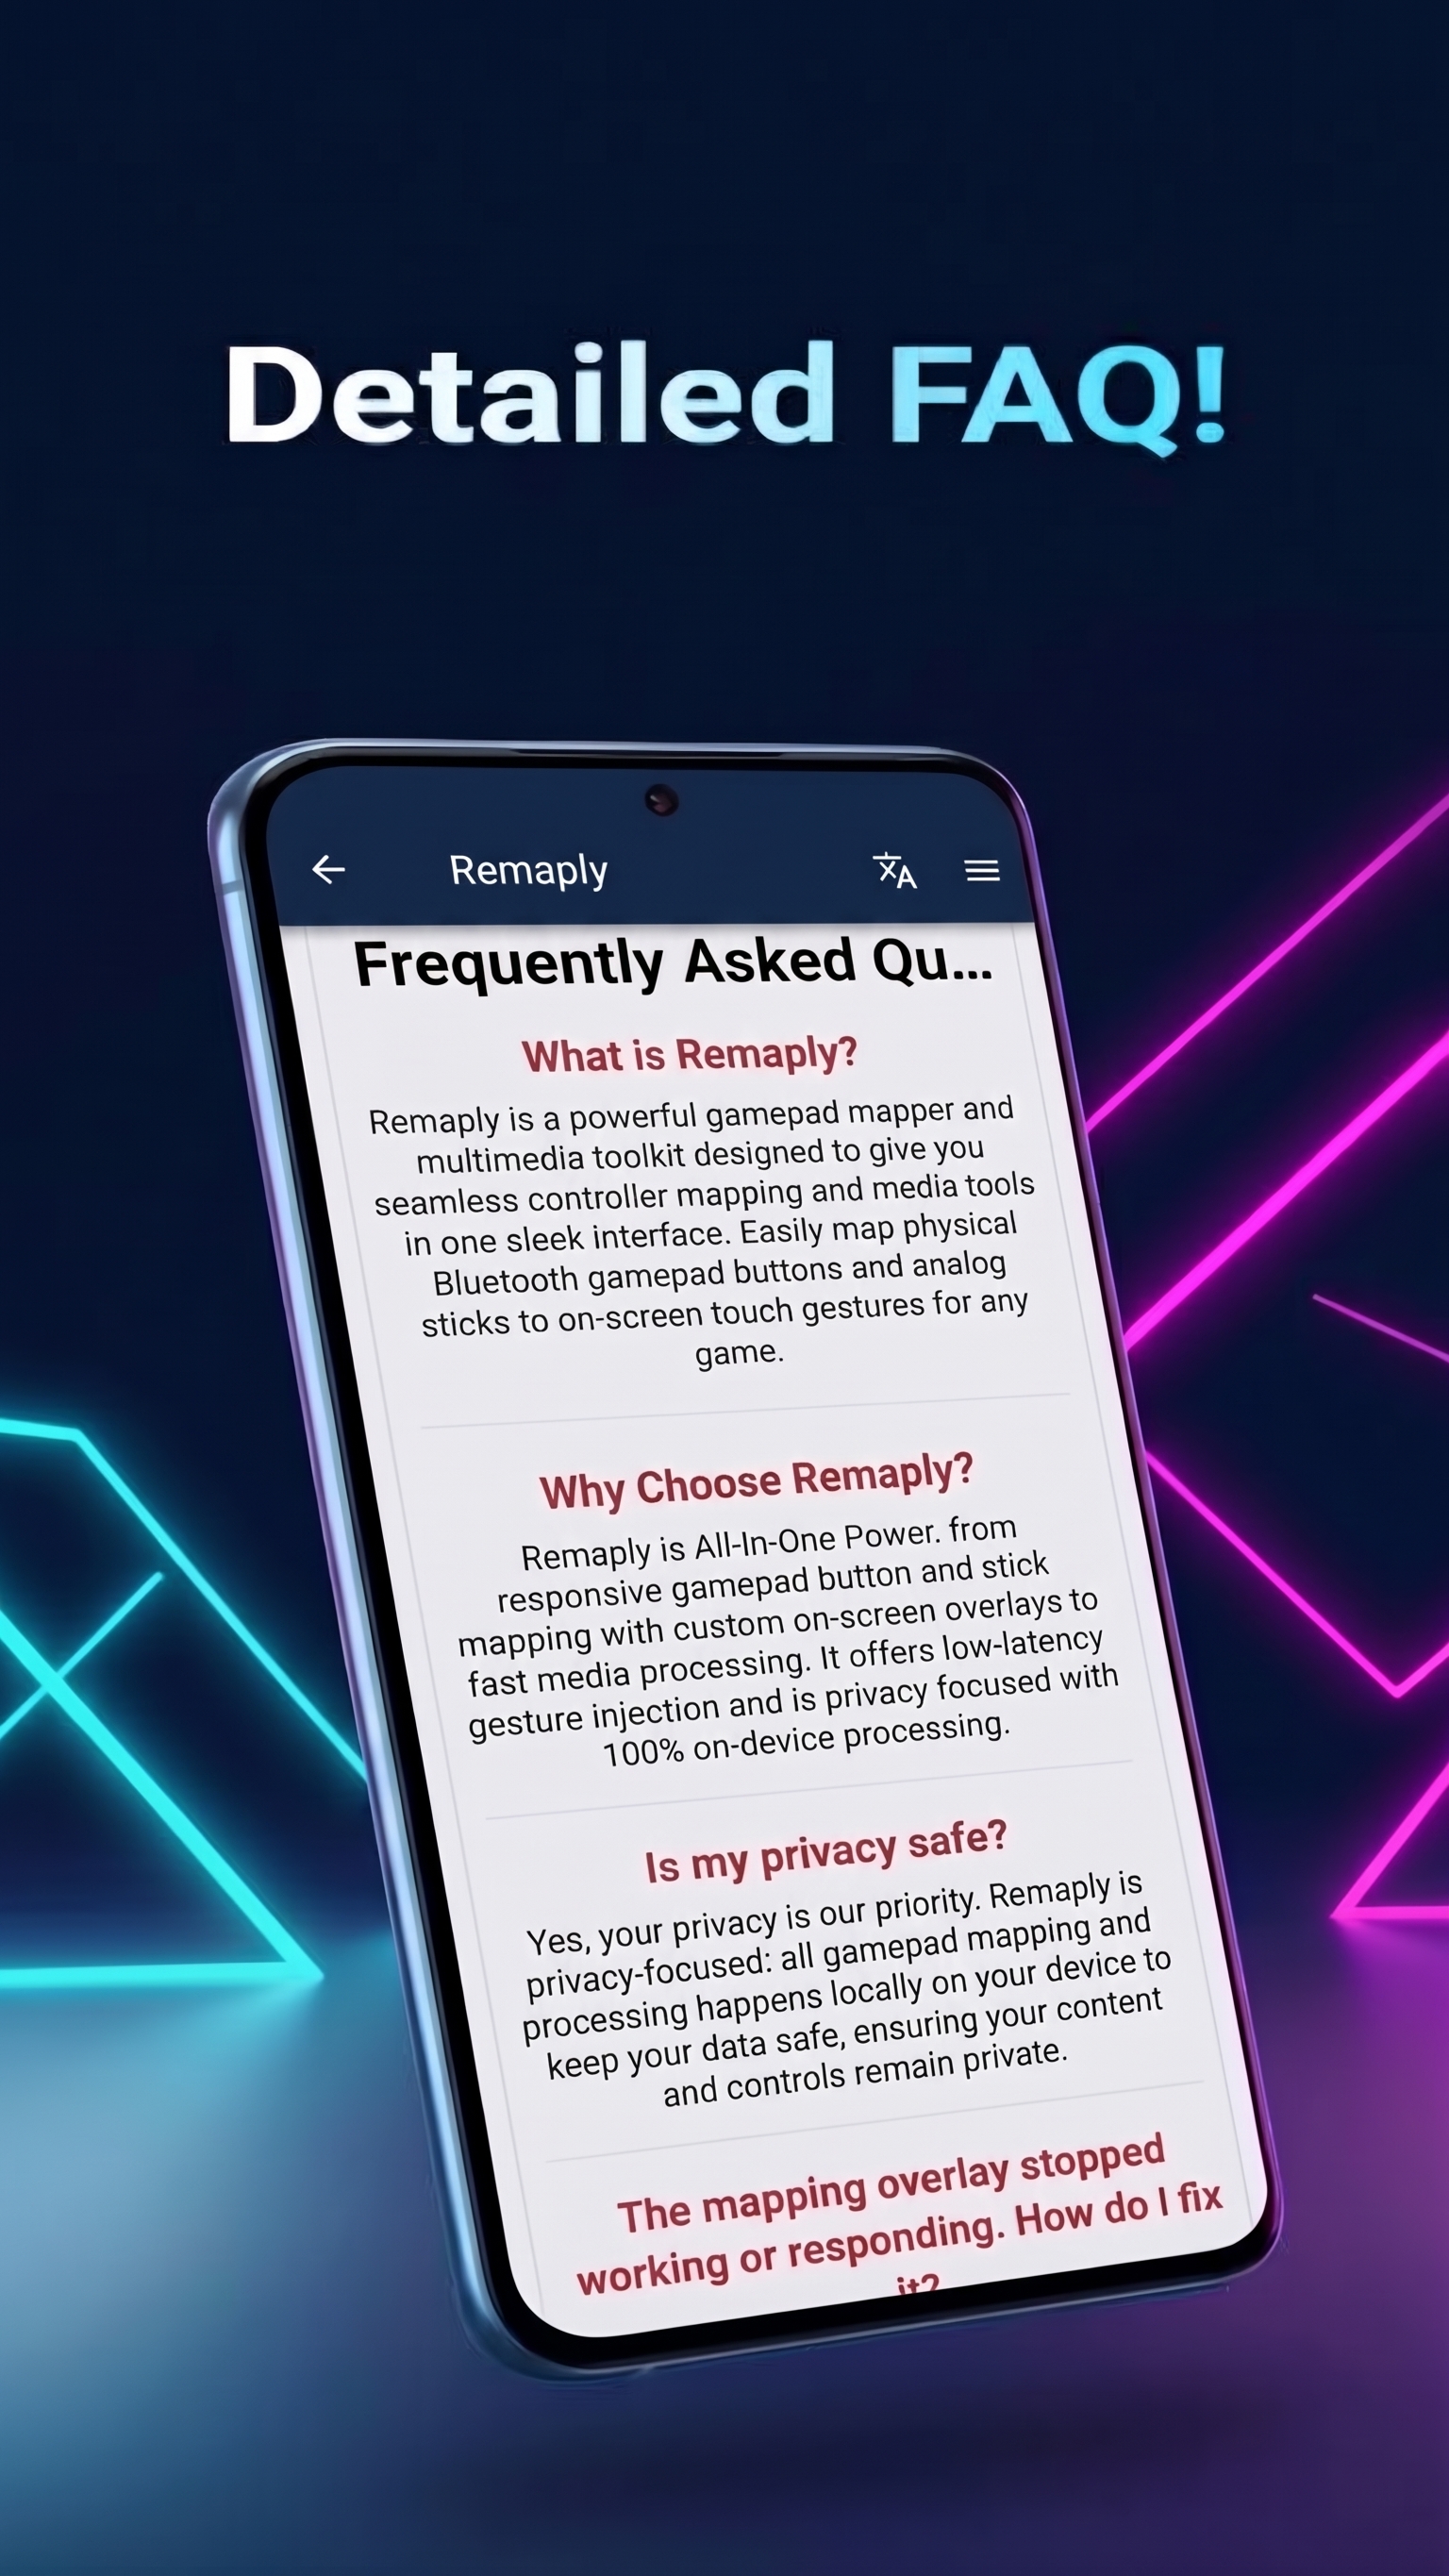 Detailed FAQ!
Remaply
Frequently Asked Qu...
What is Remaply?
Remaply is a powerful gamepad mapper and
multimedia toolkit designed to give you
seamless controller mapping and media tools
in one sleek interface. Easily map physical
Bluetooth gamepad buttons and analog
sticks to on-screen touch gestures for any
game.
Why Choose Remaply?
Remaply is All-In-One Power. from
responsive gamepad button and stick
mapping with custom on-screen overlays to
fast media processing. It offers low-latency
gesture injection and is privacy focused with
100% on-device processing.
Is my privacy safe?
Yes, your privacy is our priority. Remaply is
privacy-focused: all gamepad mapping and
processing happens locally on your device to
keep your data safe, ensuring your content
and controls remain private.
The mapping overlay stopped
working or responding. How do I fix
it?